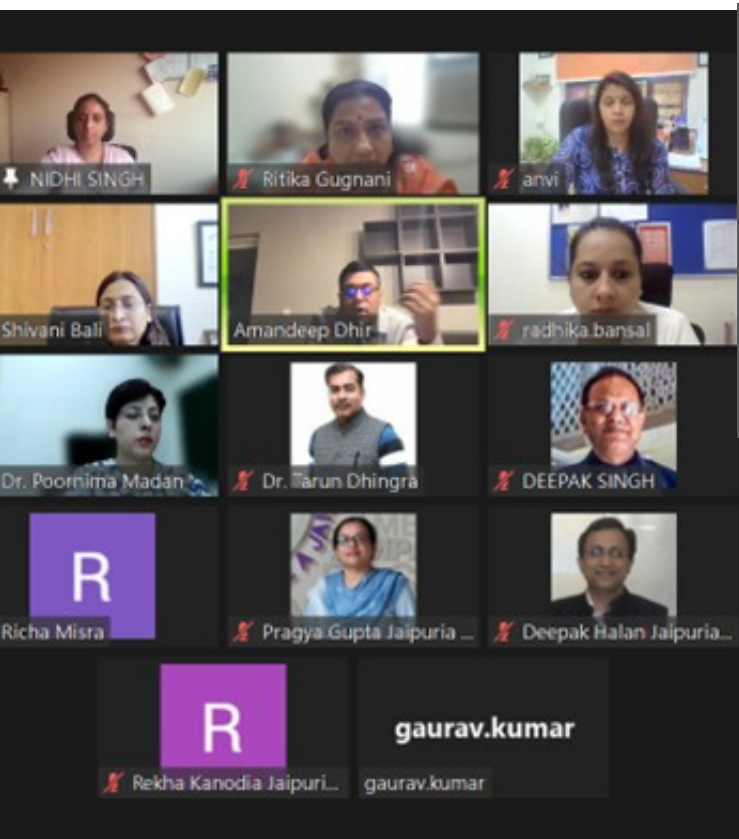 NIDHI SINGH
Ritika Gugnani
anvi
Shivani Bali
Amandeep Dhir
radhika.bansal
Dr. Poornima Madan
Dr. Tarun Dhingra
DEEPAK SINGH
R
Richa Misra
Pragya Gupta Jaipuria ...
Deepak Halan Jaipuria...
R
Rekha Kanodia Jaipuri...
gaurav.kumar
gaurav.kumar